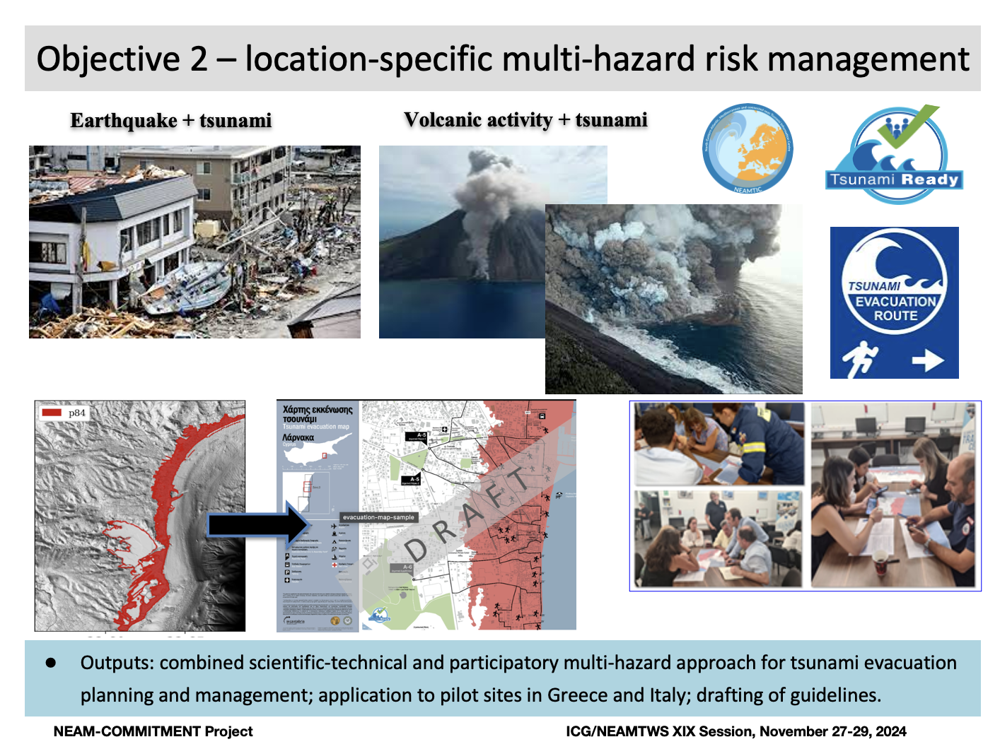 Objective 2 – location-specific multi-hazard risk management
Earthquake + tsunami
Volcanic activity + tsunami
NEAMTIC
Tsunami Ready
TSUNAMI
EVACUATION
ROUTE
p84
Χάρτης εκκένωσης
τσουνάμι
Tsunami evacuation map
Λάρνακα
Cyprus
A-5
A-5
evacuation-map-sample
A-6
DRAFT
Tsunami Ready
● Outputs: combined scientific-technical and participatory multi-hazard approach for tsunami evacuation
planning and management; application to pilot sites in Greece and Italy; drafting of guidelines.
NEAM-COMMITMENT Project
ICG/NEAMTWS XIX Session, November 27-29, 2024